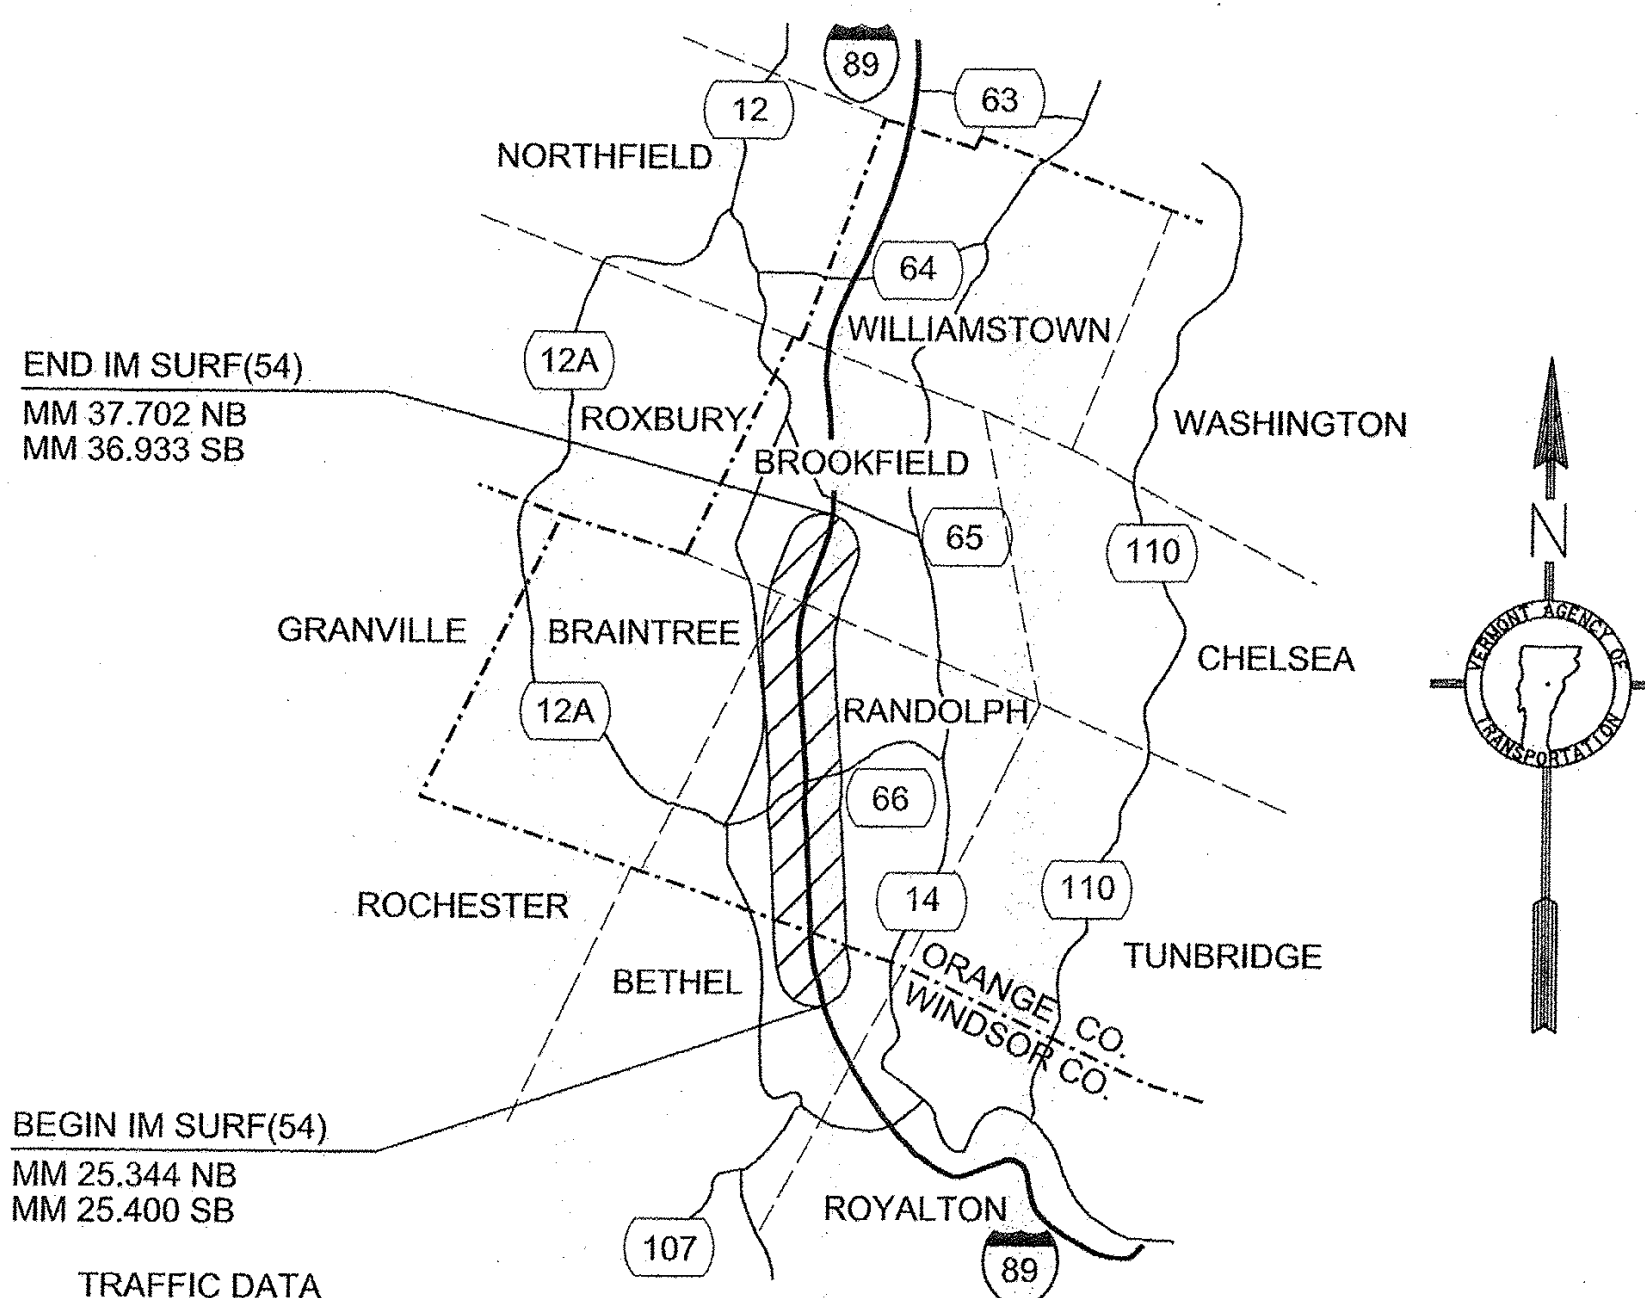 89
12
63
NORTHFIELD
64
WILLIAMSTOWN
END IM SURF(54)
MM 37.702 NB
MM 36.933 SB
12A
ROXBURY
WASHINGTON
BROOKFIELD
N
65
110
GRANVILLE
BRAINTREE
CHELSEA
VERMONT AGENCY OF
TRANSPORTATION
12A
RANDOLPH
66
14
110
ROCHESTER
ORANGE CO.
WINDSOR CO.
TUNBRIDGE
BETHEL
BEGIN IM SURF(54)
MM 25.344 NB
MM 25.400 SB
ROYALTON
107
89
TRAFFIC DATA